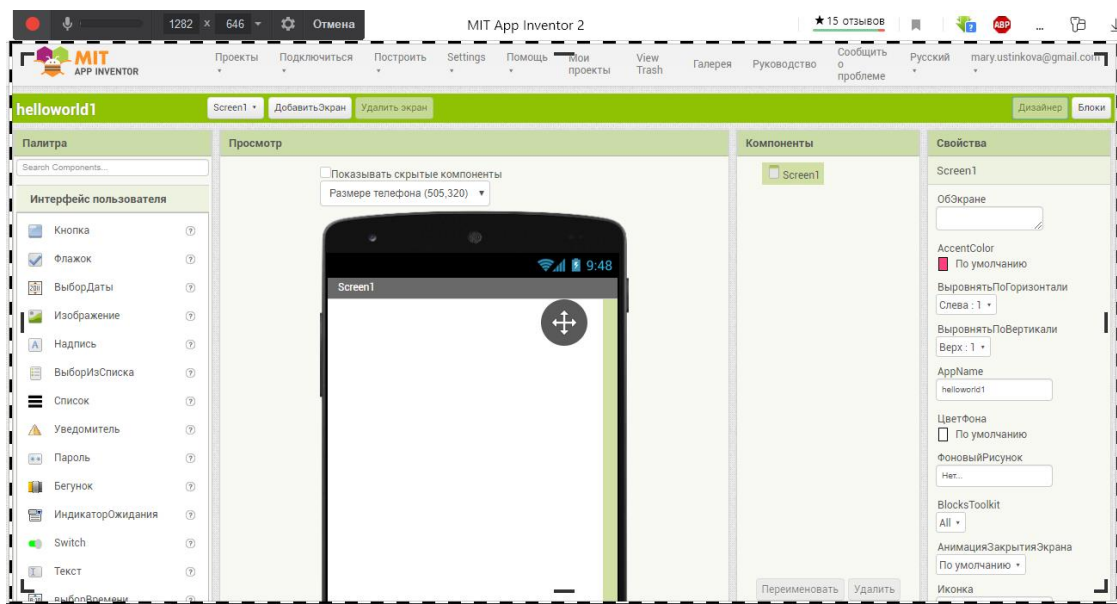 1282 × 646 Отмена MIT App Inventor 2 ★ 15 отзывов ABP ...
MIT
APP INVENTOR
Проекты Подключиться Построить Settings Помощь Мои проекты View Trash Галерея Руководство Сообщить о проблеме Русский mary.ustinkova@gmail.com
helloworld1 Screen1 ДобавитьЭкран Удалить экран Дизайнер Блоки
Палитра Просмотр Компоненты Свойства
Search Components...
Интерфейс пользователя
Кнопка
Флажок
ВыборДаты
Изображение
Надпись
ВыборИзСписка
Список
Уведомитель
Пароль
Бегунок
ИндикаторОжидания
Switch
Текст
выборВремени
Показывать скрытые компоненты
Размере телефона (505,320)
9:48
Screen1
Screen1
Переименовать Удалить
Screen1
ОбЭкране
AccentColor
По умолчанию
ВыровнятьПоГоризонтали
Слева : 1
ВыровнятьПоВертикали
Верх : 1
AppName
helloworld1
ЦветФона
По умолчанию
ФоновыйРисунок
Нет...
BlocksToolkit
All
АнимацияЗакрытияЭкрана
По умолчанию
Иконка